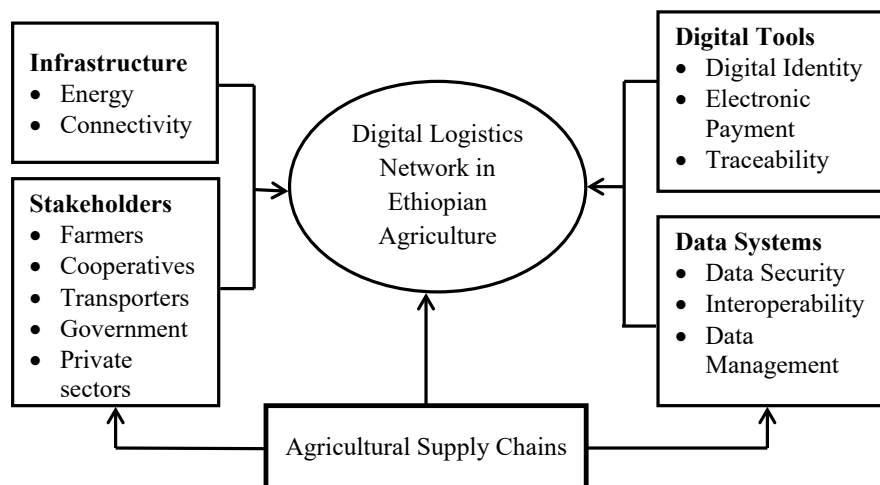 Infrastructure
• Energy
• Connectivity
Stakeholders
• Farmers
• Cooperatives
• Transporters
• Government
• Private
sectors
Digital Logistics
Network in
Ethiopian
Agriculture
Digital Tools
• Digital Identity
• Electronic
Payment
• Traceability
Data Systems
• Data Security
• Interoperability
• Data
Management
Agricultural Supply Chains